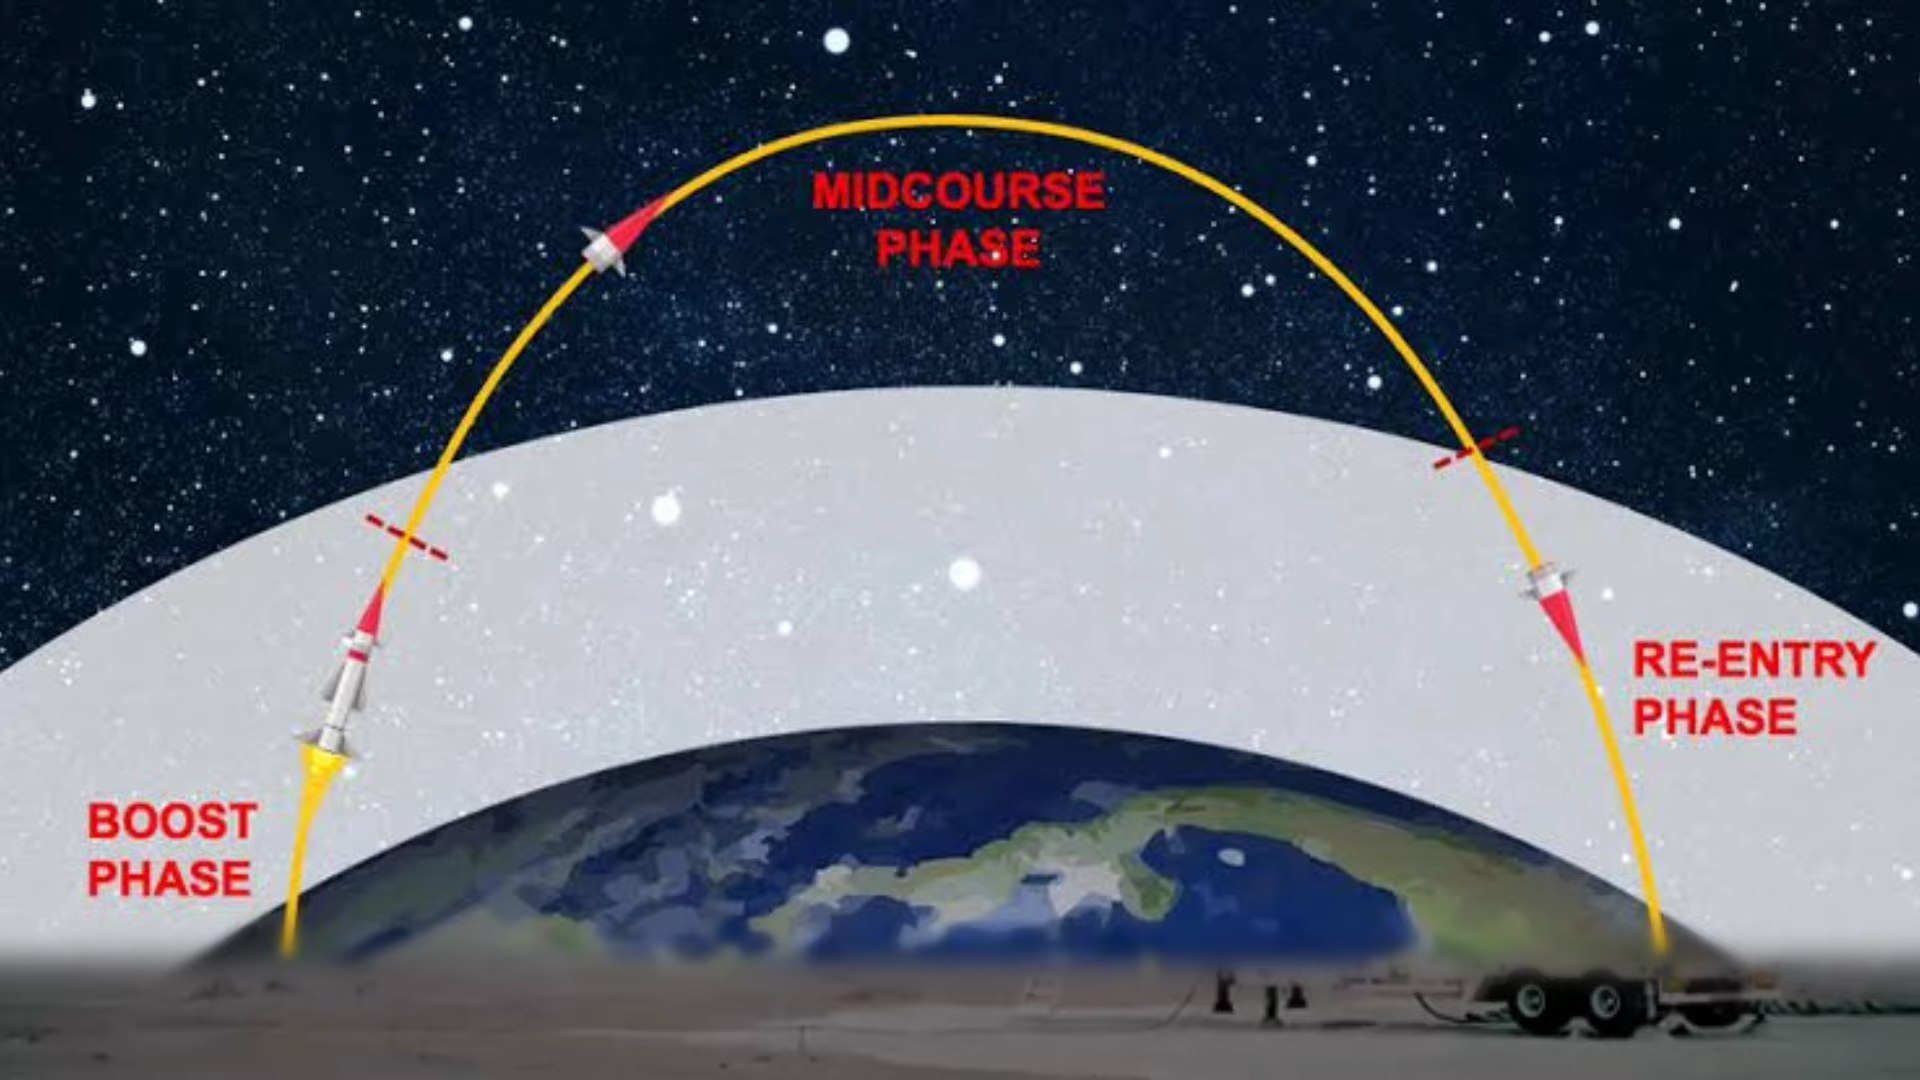 MIDCOURSE
PHASE
RE-ENTRY
PHASE
BOOST
PHASE